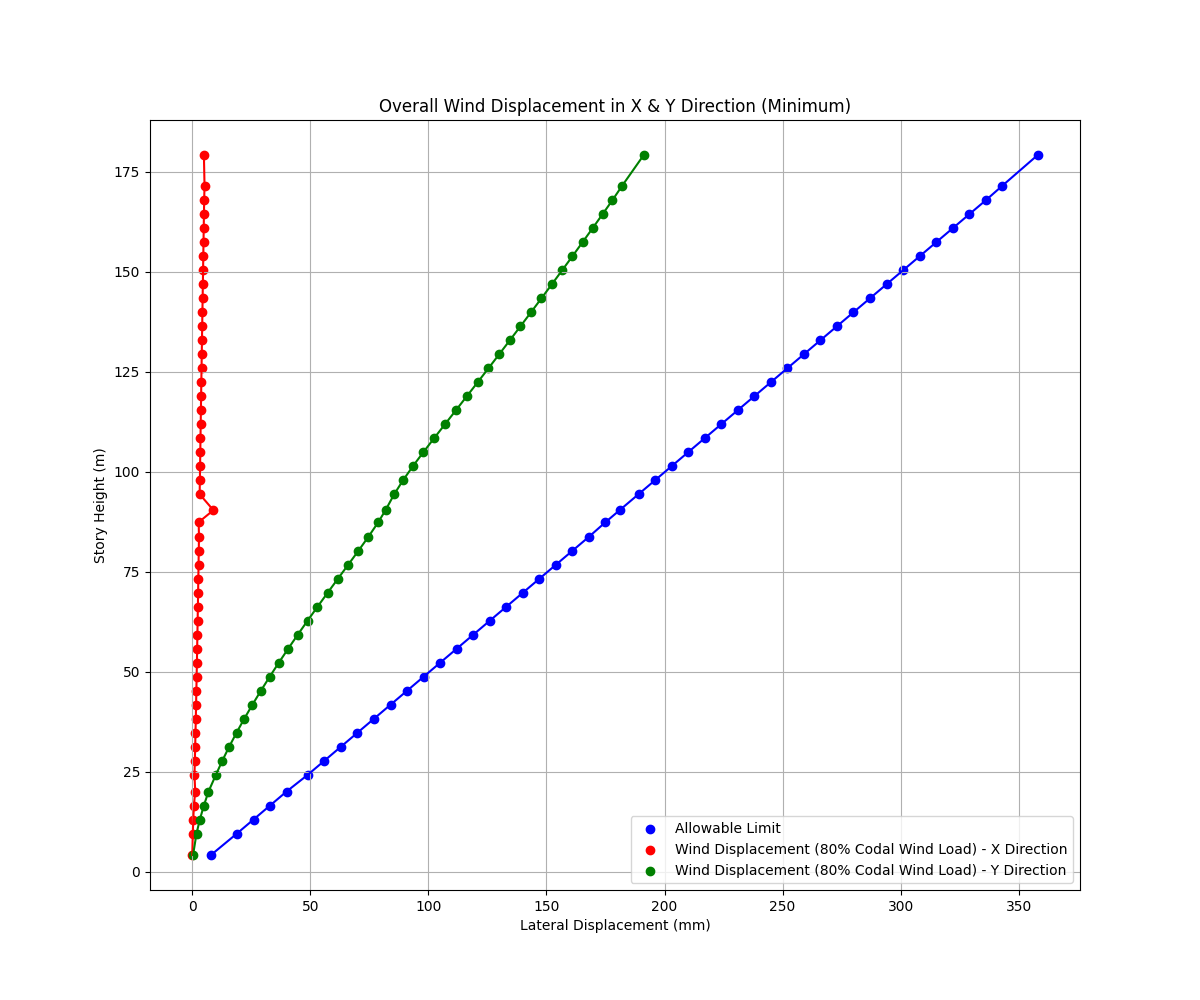 Overall Wind Displacement in X & Y Direction (Minimum)
175
150
125
100
75
50
25
0
Story Height (m)
Allowable Limit
Wind Displacement (80% Codal Wind Load) - X Direction
Wind Displacement (80% Codal Wind Load) - Y Direction
0 50 100 150 200 250 300 350
Lateral Displacement (mm)